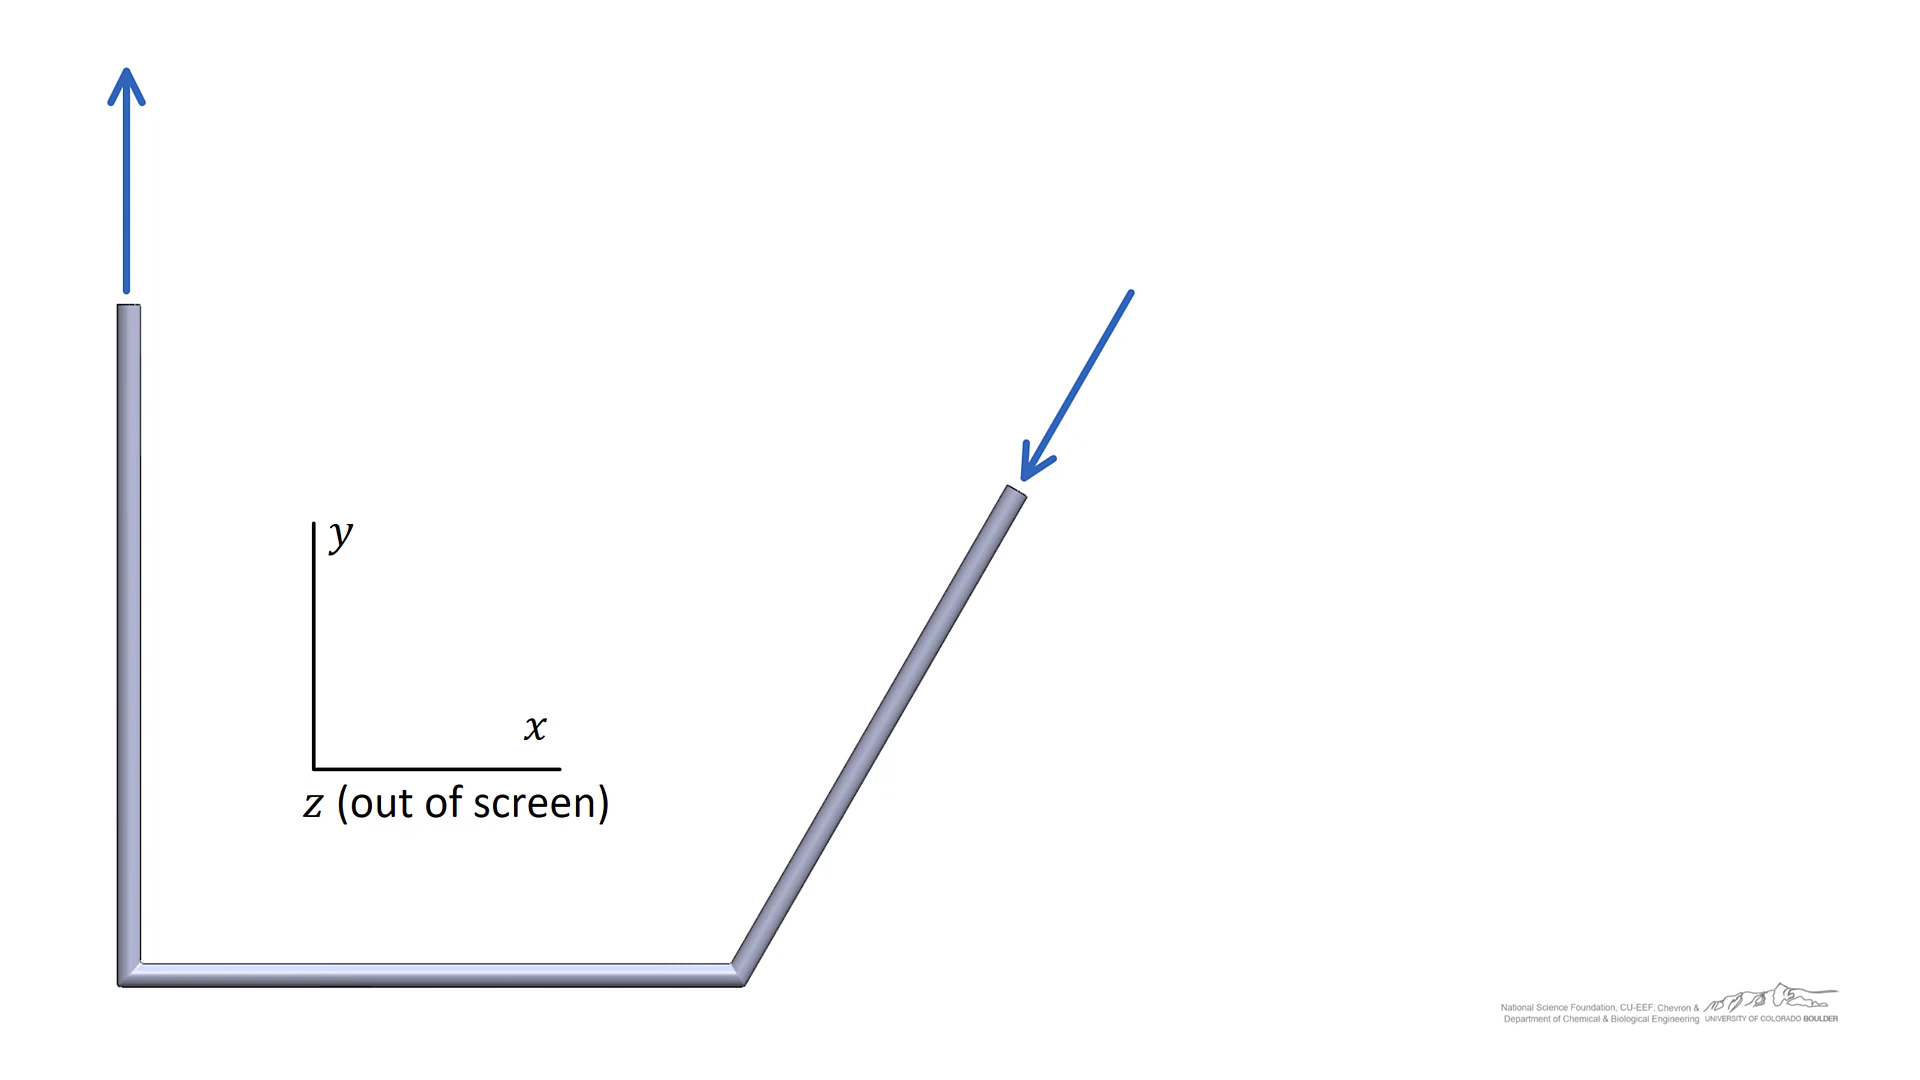 y
x
z (out of screen)
National Science Foundation, CU-EEF, Chevron &
Department of Chemical & Biological Engineering
UNIVERSITY OF COLORADO BOULDER